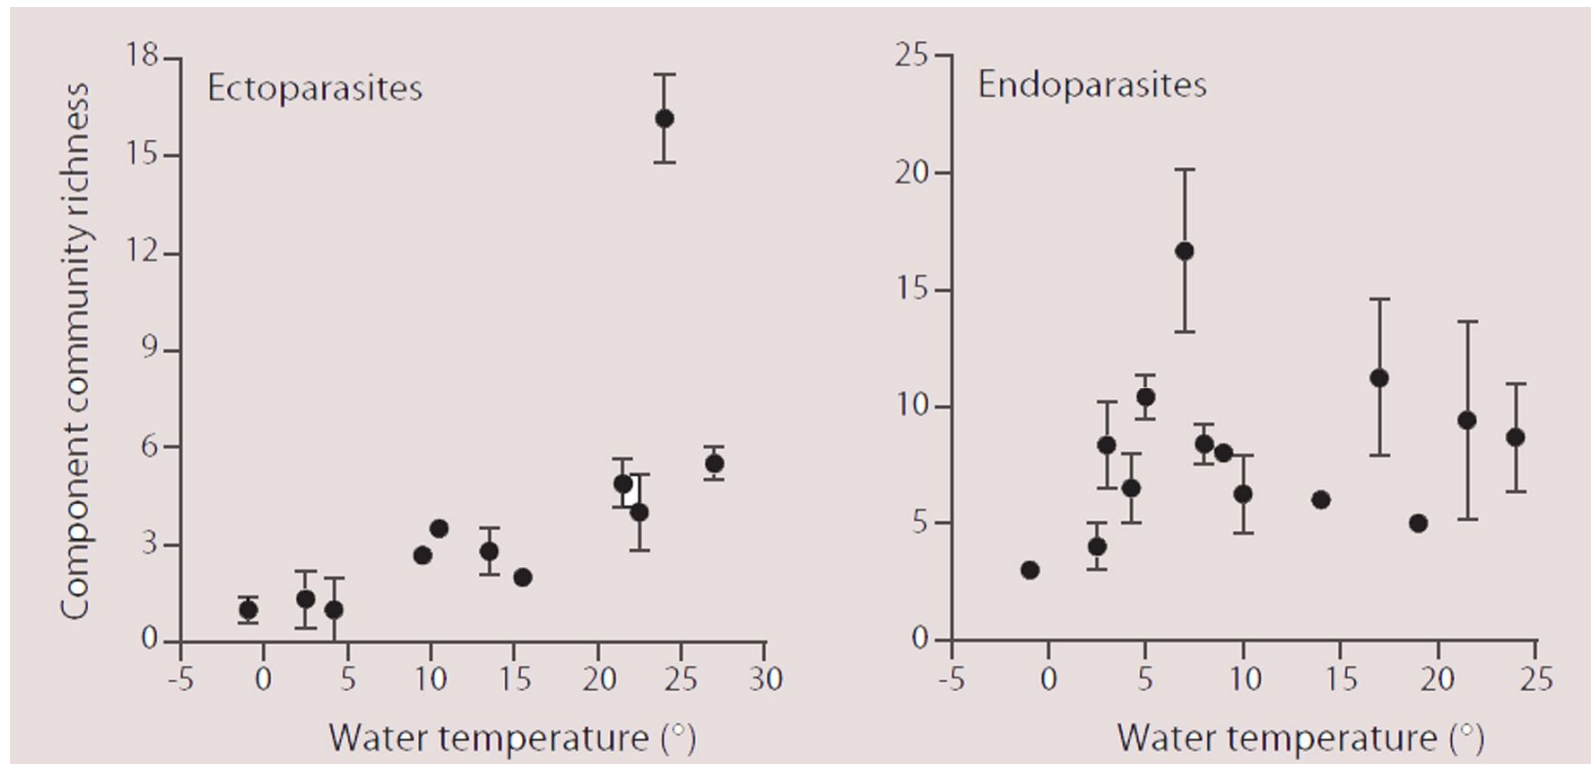 Ectoparasites
Component community richness
18
15
12
9
6
3
0
-5 0 5 10 15 20 25 30
Water temperature (°)
Endoparasites
25
20
15
10
5
0
-5 0 5 10 15 20 25
Water temperature (°)